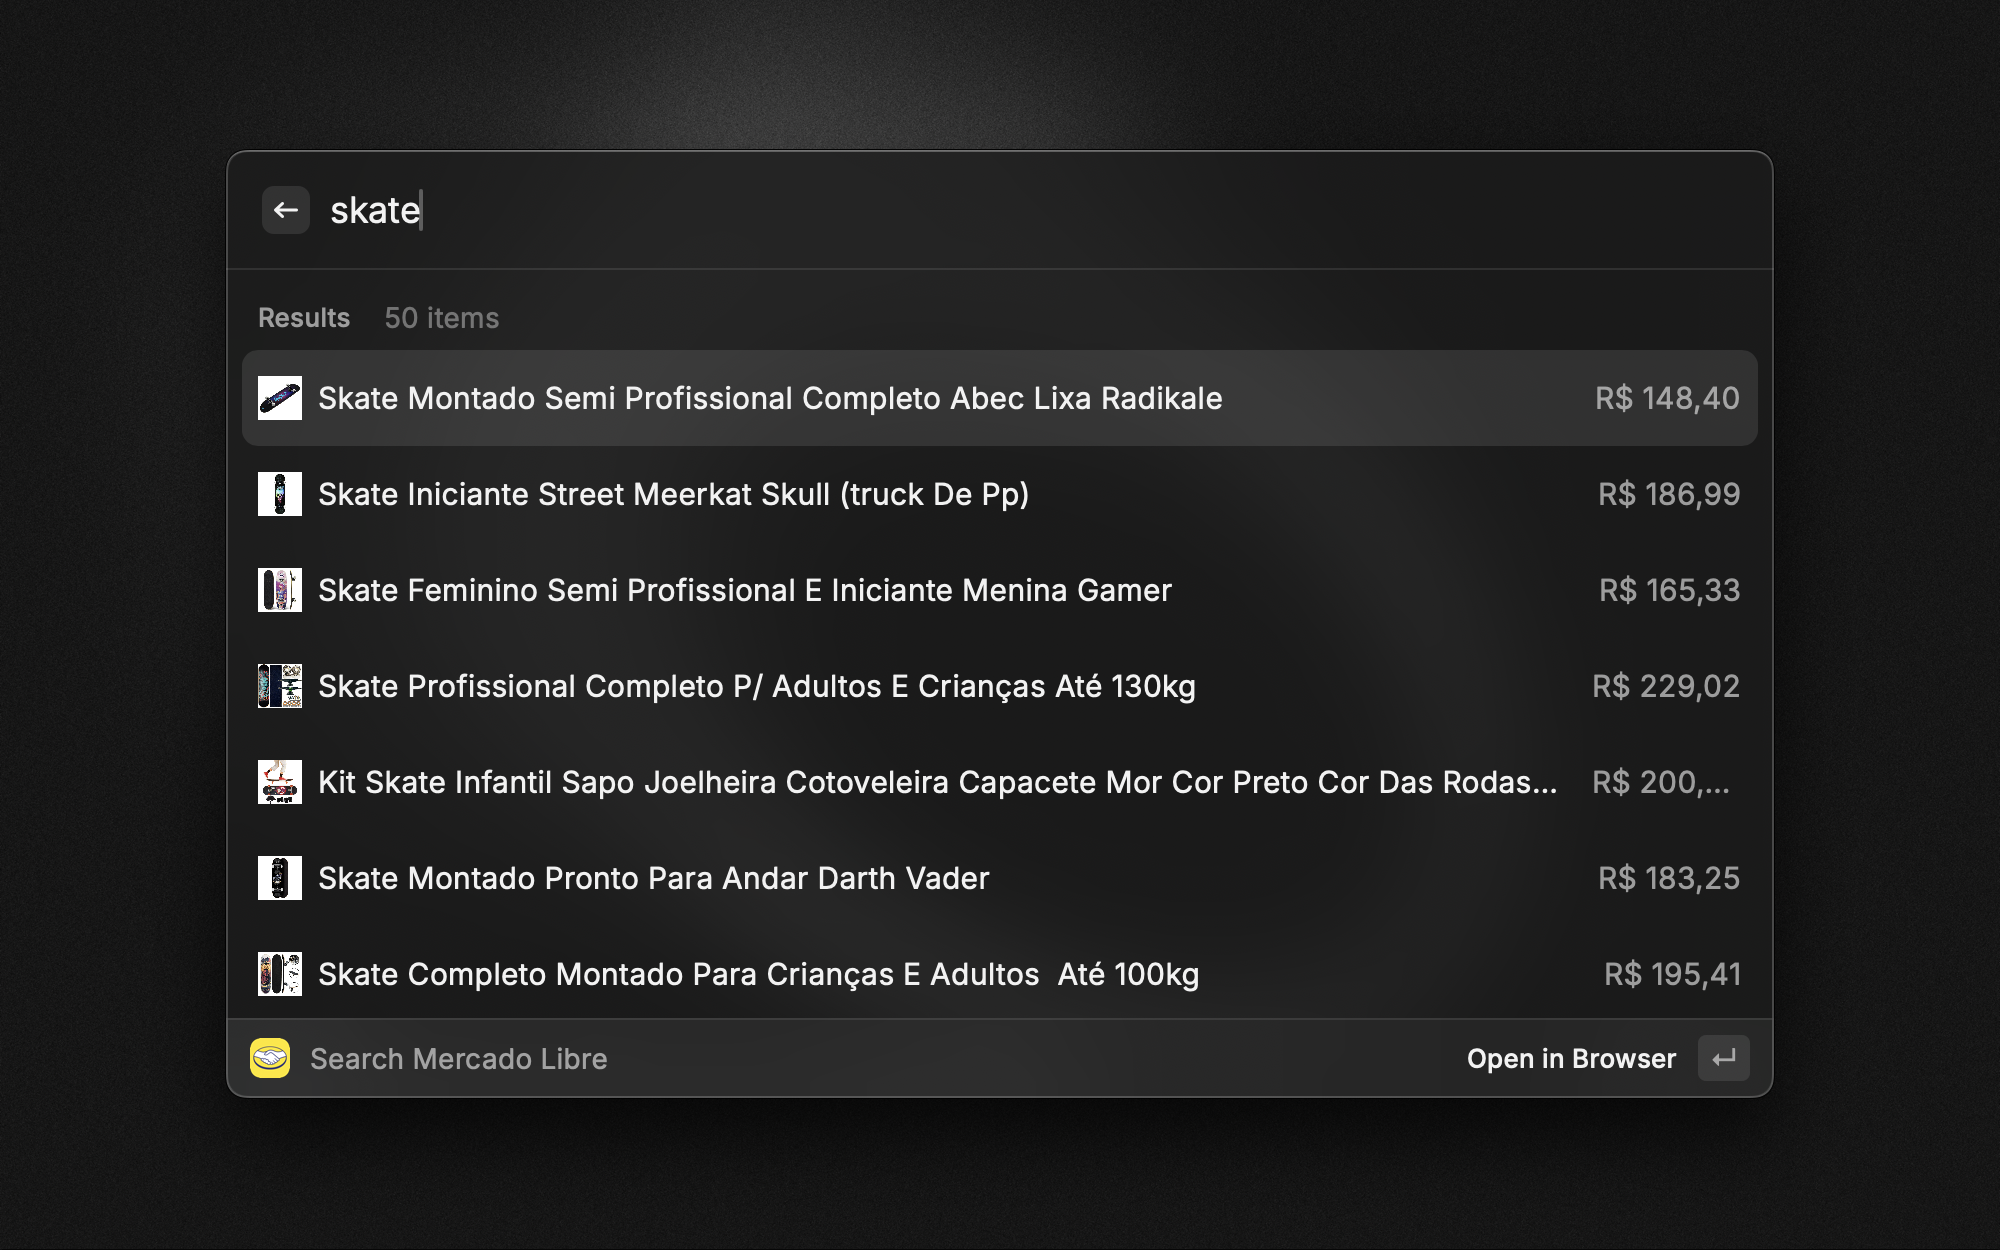 skate
Results 50 items
Skate Montado Semi Profissional Completo Abec Lixa Radikale R$ 148,40
Skate Iniciante Street Meerkat Skull (truck De Pp) R$ 186,99
Skate Feminino Semi Profissional E Iniciante Menina Gamer R$ 165,33
Skate Profissional Completo P/ Adultos E Crianças Até 130kg R$ 229,02
Kit Skate Infantil Sapo Joelheira Cotoveleira Capacete Mor Cor Preto Cor Das Rodas... R$ 200,...
Skate Montado Pronto Para Andar Darth Vader R$ 183,25
Skate Completo Montado Para Crianças E Adultos  Até 100kg R$ 195,41
Search Mercado Libre Open in Browser